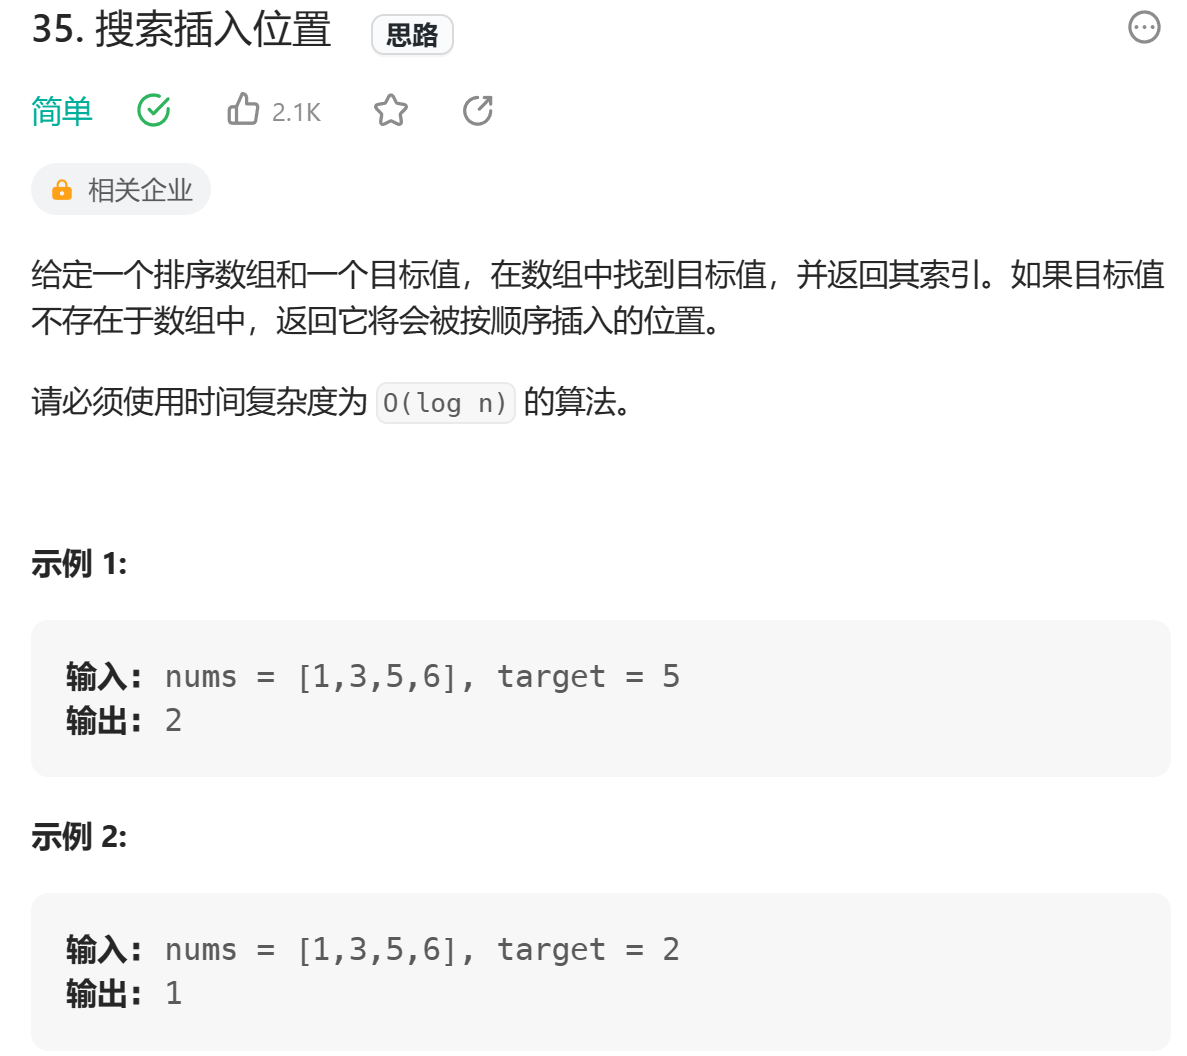 35. 搜索插入位置 思路
简单 2.1K
相关企业
给定一个排序数组和一个目标值，在数组中找到目标值，并返回其索引。如果目标值
不存在于数组中，返回它将会被按顺序插入的位置。
请必须使用时间复杂度为 O(log n) 的算法。
示例 1:
输入: nums = [1,3,5,6], target = 5
输出: 2
示例 2:
输入: nums = [1,3,5,6], target = 2
输出: 1